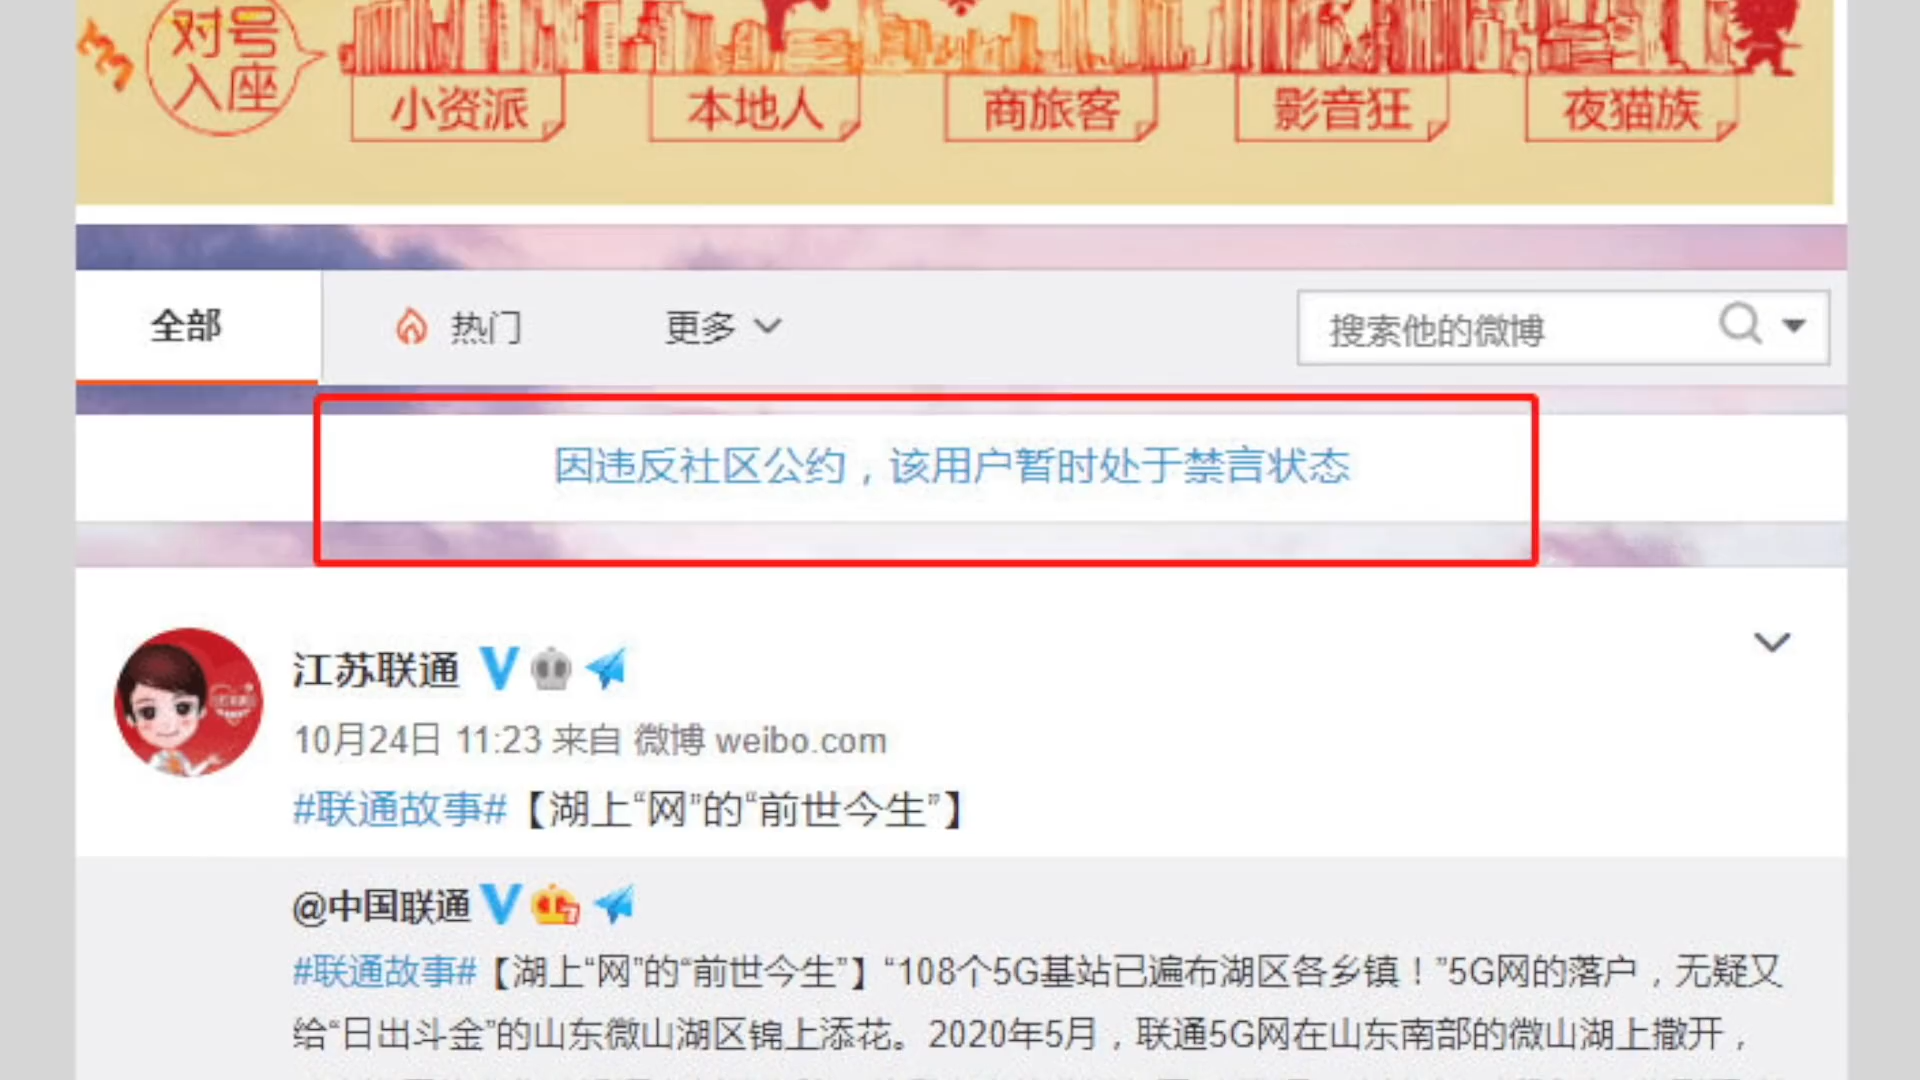 对号
入座
小资派 本地人 商旅客 影音狂 夜猫族
全部 热门 更多 搜索他的微博
因违反社区公约，该用户暂时处于禁言状态
江苏联通
10月24日 11:23 来自 微博 weibo.com
#联通故事#【湖上“网”的“前世今生”】
@中国联通
#联通故事#【湖上“网”的“前世今生”】“108个5G基站已遍布湖区各乡镇！”5G网的落户，无疑又
给“日出斗金”的山东微山湖区锦上添花。2020年5月，联通5G网在山东南部的微山湖上撒开，